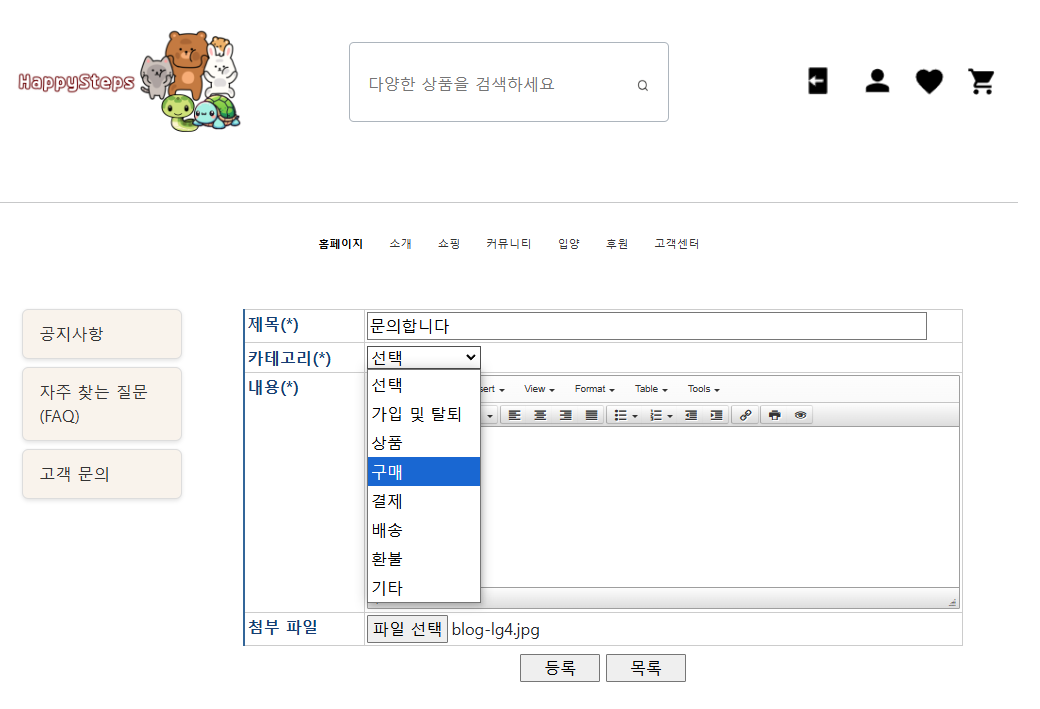 HappySteps
다양한 상품을 검색하세요
홈페이지 소개 쇼핑 커뮤니티 입양 후원 고객센터
공지사항
자주 찾는 질문
(FAQ)
고객 문의
제목(*) 문의합니다
카테고리(*) 선택
선택
가입 및 탈퇴
상품
구매
결제
배송
환불
기타
내용(*)
View Format Table Tools
첨부 파일 파일 선택 blog-lg4.jpg
등록 목록